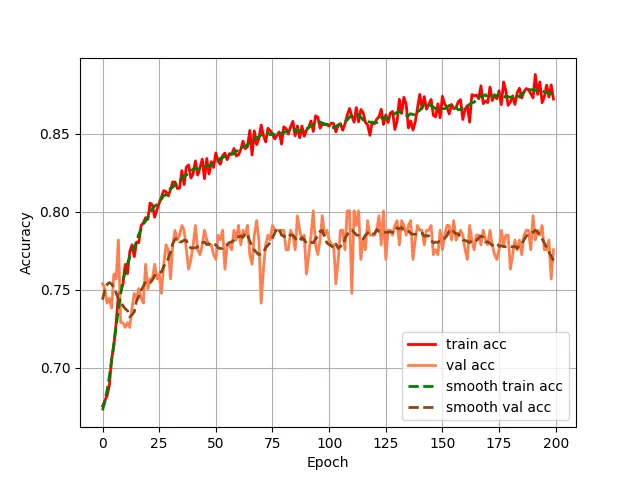 0.85
0.80
0.75
0.70
Accuracy
0 25 50 75 100 125 150 175 200
Epoch
train acc
val acc
smooth train acc
smooth val acc